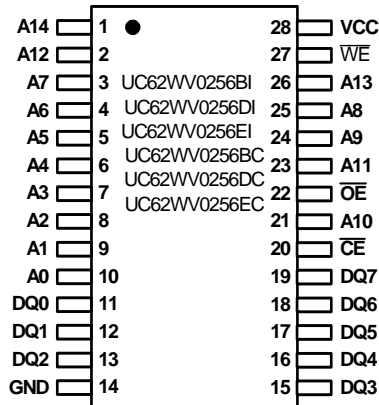 A14 1 28 VCC
A12 2 27 WE
A7 3 UC62WV0256BI 26 A13
A6 4 UC62WV0256DI 25 A8
A5 5 UC62WV0256EI 24 A9
A4 6 UC62WV0256BC 23 A11
A3 7 UC62WV0256DC 22 OE
A2 8 UC62WV0256EC 21 A10
A1 9 20 CE
A0 10 19 DQ7
DQ0 11 18 DQ6
DQ1 12 17 DQ5
DQ2 13 16 DQ4
GND 14 15 DQ3